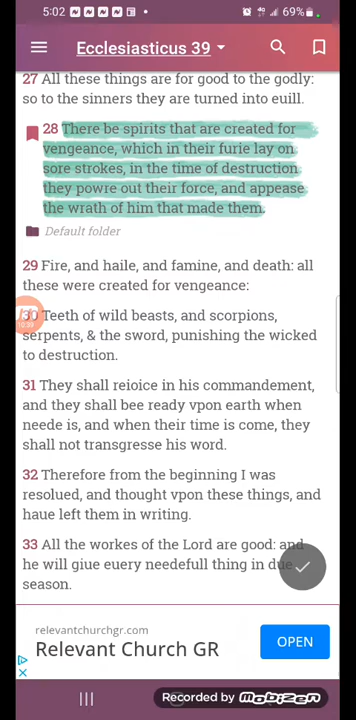 5:02
69%
Ecclesiasticus 39
27 All these things are for good to the godly:
so to the sinners they are turned into euill.
28 There be spirits that are created for
vengeance, which in their furie lay on
sore strokes, in the time of destruction
they powre out their force, and appease
the wrath of him that made them.
Default folder
29 Fire, and haile, and famine, and death: all
these were created for vengeance:
30 Teeth of wild beasts, and scorpions,
serpents, & the sword, punishing the wicked
to destruction.
31 They shall reioice in his commandement,
and they shall bee ready vpon earth when
neede is, and when their time is come, they
shall not transgresse his word.
32 Therefore from the beginning I was
resolued, and thought vpon these things, and
haue left them in writing.
33 All the workes of the Lord are good: and
he will giue euery needefull thing in due
season.
relevantchurchgr.com
Relevant Church GR
OPEN
Recorded by mobizen